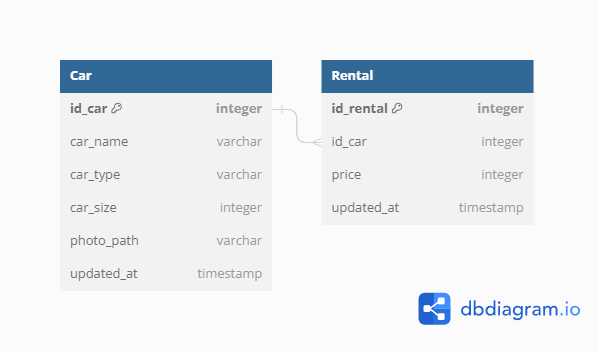 Car
id_car integer
car_name varchar
car_type varchar
car_size integer
photo_path varchar
updated_at timestamp
Rental
id_rental integer
id_car integer
price integer
updated_at timestamp
dbdiagram.io